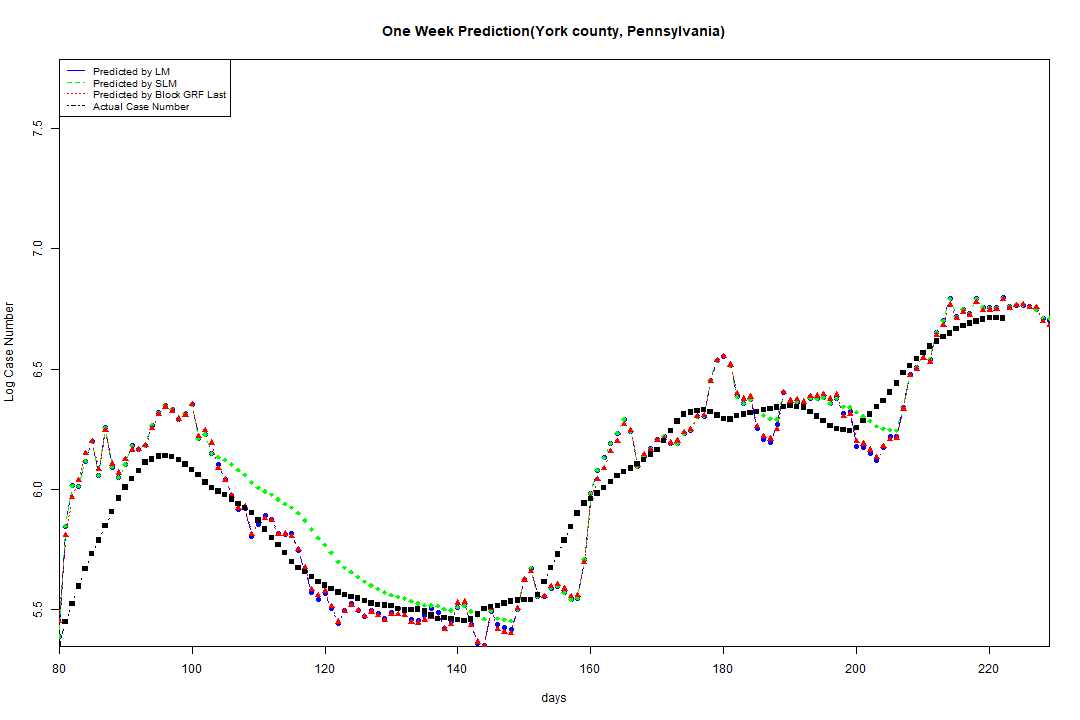 One Week Prediction(York county, Pennsylvania)
Predicted by LM
Predicted by SLM
Predicted by Block GRF Last
Actual Case Number
7.5
7.0
6.5
6.0
5.5
Log Case Number
80 100 120 140 160 180 200 220
days